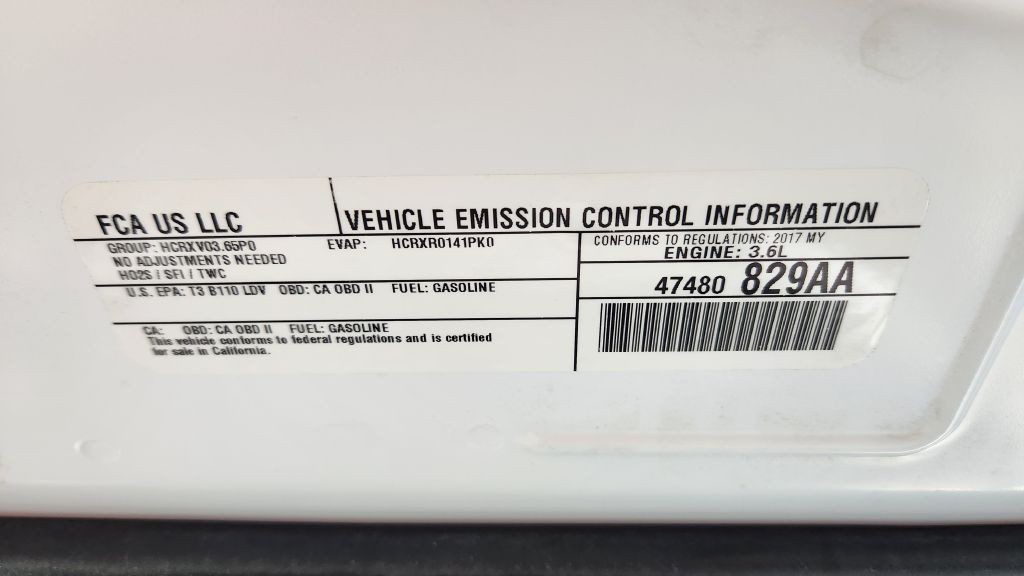 FCA US LLC
VEHICLE EMISSION CONTROL INFORMATION
GROUP: HCRXV03.65P0 EVAP: HCRXR0141PK0
NO ADJUSTMENTS NEEDED
HO2S / SFI / TWC
CONFORMS TO REGULATIONS: 2017 MY
ENGINE: 3.6L
U.S. EPA: T3 B110 LDV OBD: CA OBD II FUEL: GASOLINE
47480 829AA
CA: OBD: CA OBD II FUEL: GASOLINE
This vehicle conforms to federal regulations and is certified
for sale in California.